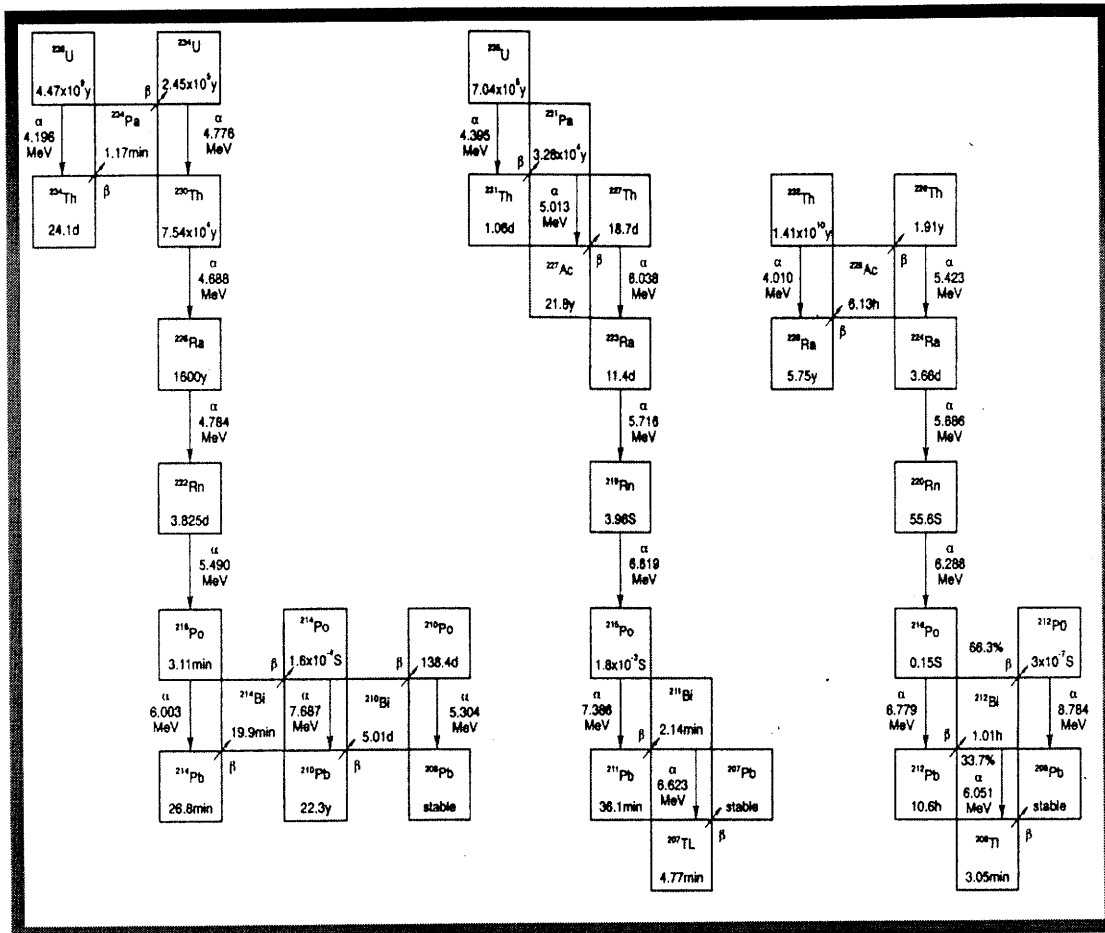 ²³⁸U
4.47x10⁹y
²³⁴U
2.45x10⁵y
β
α
4.196
MeV
²³⁴Pa
1.17min
α
4.776
MeV
²³⁴Th
24.1d
β
²³⁰Th
7.54x10⁴y
α
4.688
MeV
²²⁶Ra
1600y
α
4.784
MeV
²²²Rn
3.825d
α
5.490
MeV
²¹⁸Po
3.11min
²¹⁴Po
1.6x10⁻⁴S
²¹⁰Po
138.4d
β
β
α
6.003
MeV
²¹⁴Bi
19.9min
α
7.687
MeV
²¹⁰Bi
5.01d
α
5.304
MeV
²¹⁴Pb
26.8min
β
²¹⁰Pb
22.3y
β
²⁰⁶Pb
stable
²³⁵U
7.04x10⁸y
α
4.395
MeV
²³¹Pa
3.28x10⁴y
β
²³¹Th
1.06d
α
5.013
MeV
²²⁷Th
18.7d
²²⁷Ac
21.8y
β
α
6.038
MeV
²²³Ra
11.4d
α
5.716
MeV
²¹⁹Rn
3.96S
α
6.819
MeV
²¹⁵Po
1.8x10⁻³S
α
7.386
MeV
²¹¹Bi
2.14min
β
²¹¹Pb
36.1min
α
6.623
MeV
²⁰⁷Pb
stable
β
²⁰⁷TL
4.77min
²³²Th
1.41x10¹⁰y
²²⁸Th
1.91y
α
4.010
MeV
²²⁸Ac
6.13h
β
α
5.423
MeV
²²⁸Ra
5.75y
β
²²⁴Ra
3.66d
α
5.686
MeV
²²⁰Rn
55.6S
α
6.288
MeV
²¹⁶Po
0.15S
66.3%
²¹²Po
3x10⁻⁷S
β
α
6.779
MeV
²¹²Bi
1.01h
α
8.784
MeV
β
²¹²Pb
10.6h
33.7%
α
6.051
MeV
²⁰⁸Pb
stable
β
²⁰⁸Tl
3.05min